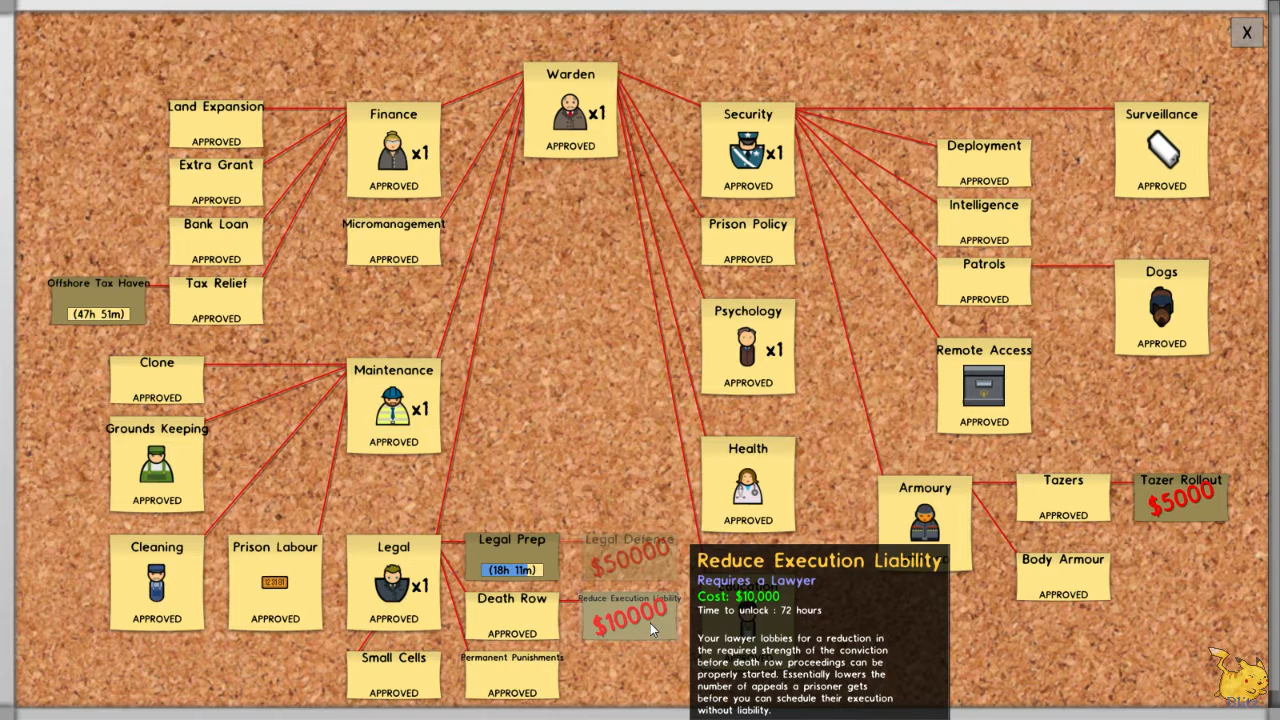 X
Warden
x1
APPROVED
Land Expansion
APPROVED
Extra Grant
APPROVED
Bank Loan
APPROVED
Offshore Tax Haven
(47h 51m)
Tax Relief
APPROVED
Finance
x1
APPROVED
Micromanagement
APPROVED
Security
x1
APPROVED
Prison Policy
APPROVED
Deployment
APPROVED
Intelligence
APPROVED
Patrols
APPROVED
Surveillance
APPROVED
Dogs
APPROVED
Psychology
x1
APPROVED
Remote Access
APPROVED
Clone
APPROVED
Grounds Keeping
APPROVED
Maintenance
x1
APPROVED
Health
APPROVED
Armoury
Tazers
APPROVED
Tazer Rollout
$5000
Body Armour
APPROVED
Cleaning
APPROVED
Prison Labour
APPROVED
Legal
x1
APPROVED
Legal Prep
(18h 11m)
Legal Defense
$50000
Death Row
APPROVED
Reduce Execution Liability
$10000
Small Cells
APPROVED
Permanent Punishments
APPROVED
Reduce Execution Liability
Requires a Lawyer
Cost: $10,000
Time to unlock : 72 hours
Your lawyer lobbies for a reduction in
the required strength of the conviction
before death row proceedings can be
properly started. Essentially lowers the
number of appeals a prisoner gets
before you can schedule their execution
without liability.
Blitz